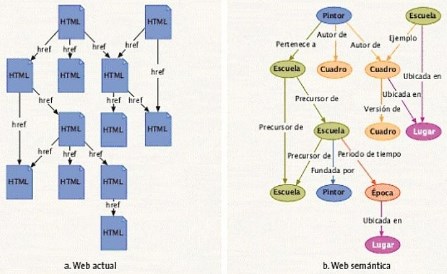 HTML
HTML
href
href
href
href
HTML
HTML
HTML
href
href
href
href
HTML
HTML
href
href
href
HTML
HTML
HTML
href
HTML
a. Web actual
Pintor
Escuela
Pertenece a
Autor de
Autor de
Ejemplo
Escuela
Cuadro
Cuadro
Ubicada en
Precursor de
Ubicada en
Versión de
Precursor de
Escuela
Cuadro
Lugar
Precursor de
Periodo de tiempo
Fundada por
Escuela
Pintor
Época
Ubicada en
Lugar
b. Web semántica